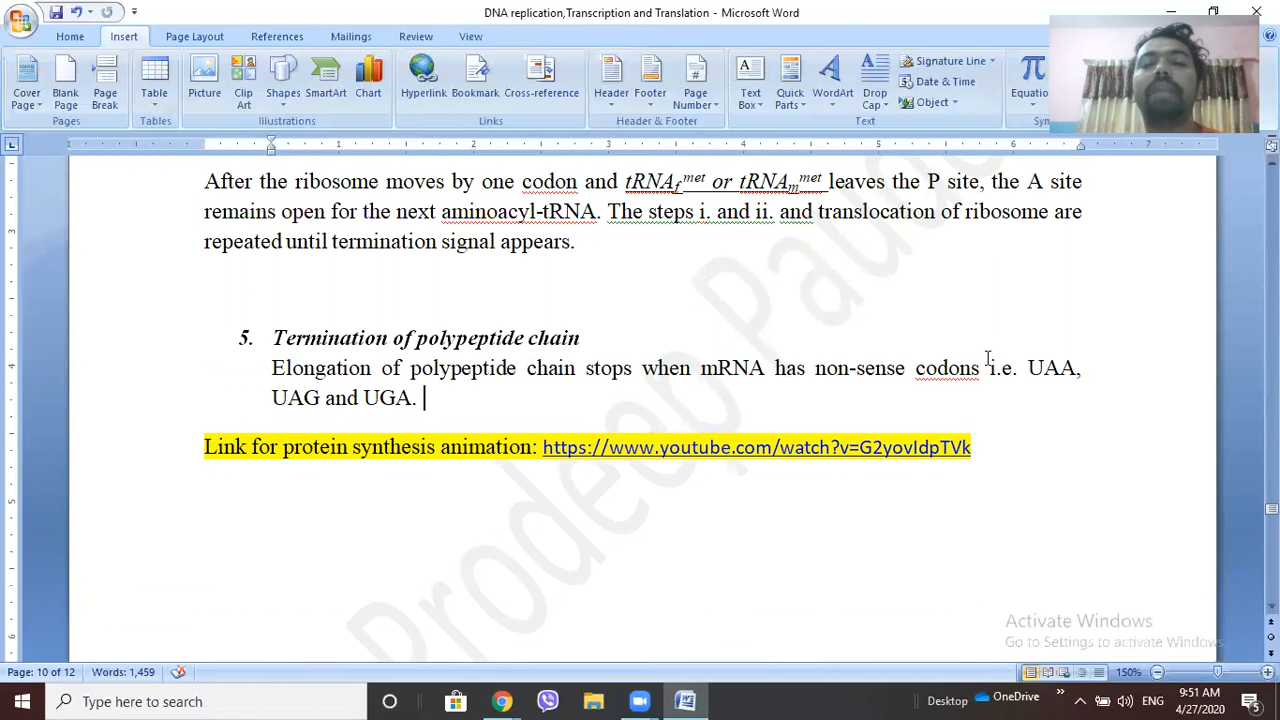 DNA replication,Transcription and Translation - Microsoft Word
Home Insert Page Layout References Mailings Review View
Cover Page Blank Page Page Break Table Picture Clip Art Shapes SmartArt Chart Hyperlink Bookmark Cross-reference Header Footer Page Number Text Box Quick Parts WordArt Drop Cap Signature Line Date & Time Object Equation
Pages Tables Illustrations Links Header & Footer Text
After the ribosome moves by one codon and tRNAf met or tRNAm met leaves the P site, the A site
remains open for the next aminoacyl-tRNA. The steps i. and ii. and translocation of ribosome are
repeated until termination signal appears.
5. Termination of polypeptide chain
Elongation of polypeptide chain stops when mRNA has non-sense codons i.e. UAA,
UAG and UGA.
Link for protein synthesis animation: https://www.youtube.com/watch?v=G2yovIdpTVk
Prodeep Paude
Activate Windows
Go to Settings to activate Windows.
Page: 10 of 12 Words: 1,459 150%
Type here to search Desktop OneDrive ENG 9:51 AM
4/27/2020 5